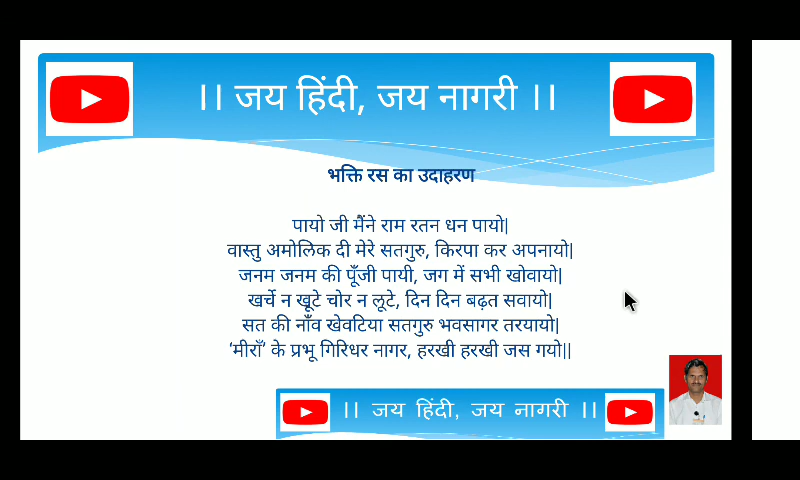 ।। जय हिंदी, जय नागरी ।।
भक्ति रस का उदाहरण
पायो जी मैंने राम रतन धन पायो|
वास्तु अमोलिक दी मेरे सतगुरु, किरपा कर अपनायो|
जनम जनम की पूँजी पायी, जग में सभी खोवायो|
खर्चे न खूटे चोर न लूटे, दिन दिन बढ़त सवायो|
सत की नाँव खेवटिया सतगुरु भवसागर तरयायो|
‘मीराँ’ के प्रभू गिरिधर नागर, हरखी हरखी जस गयो||
।। जय हिंदी, जय नागरी ।।